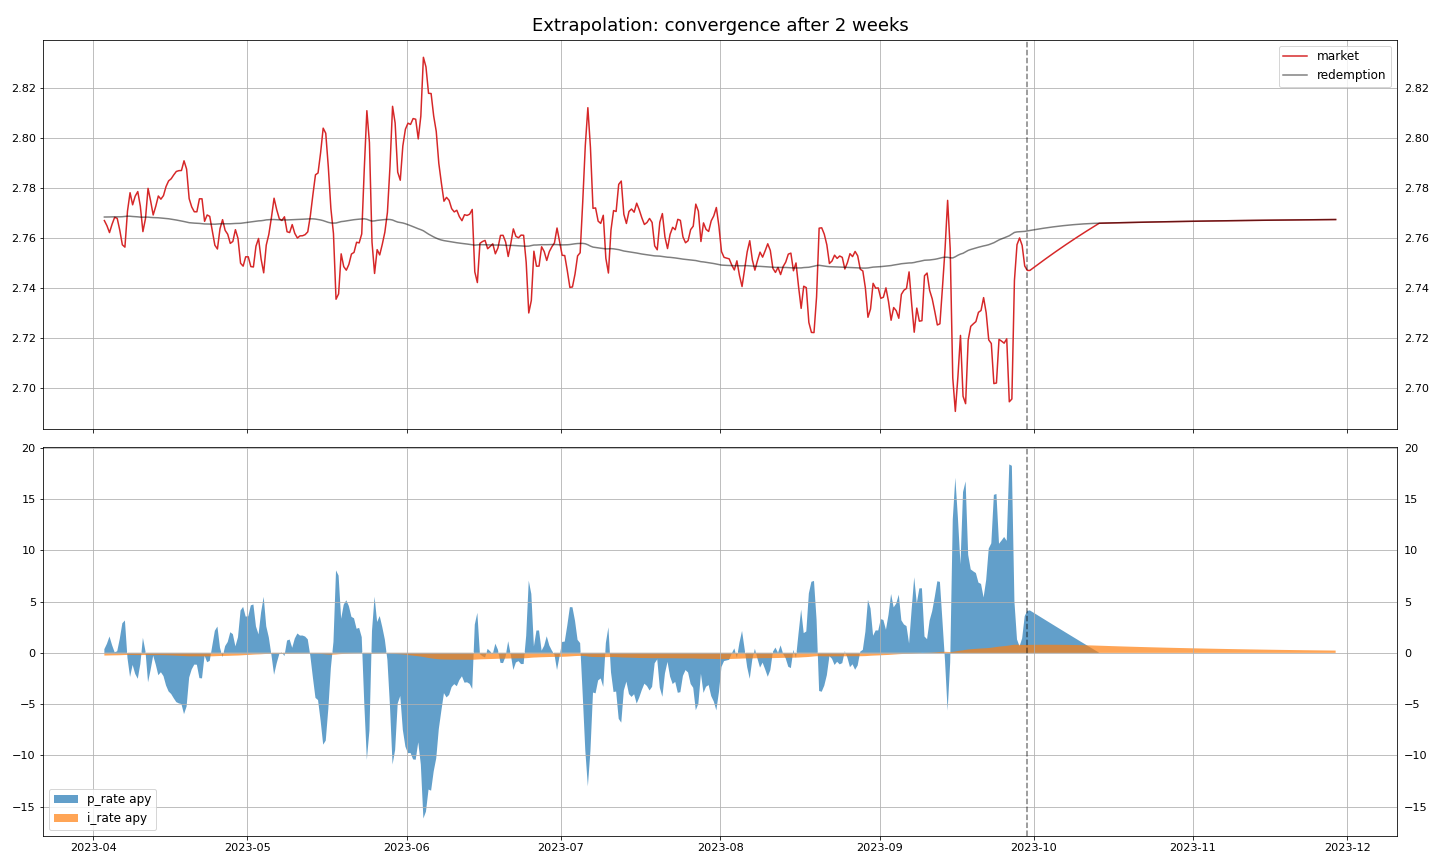 Extrapolation: convergence after 2 weeks
market
redemption
2.82 2.82
2.80 2.80
2.78 2.78
2.76 2.76
2.74 2.74
2.72 2.72
2.70 2.70
20 20
15 15
10 10
5 5
0 0
−5 −5
−10 −10
−15 −15
p_rate apy
i_rate apy
2023-04 2023-05 2023-06 2023-07 2023-08 2023-09 2023-10 2023-11 2023-12